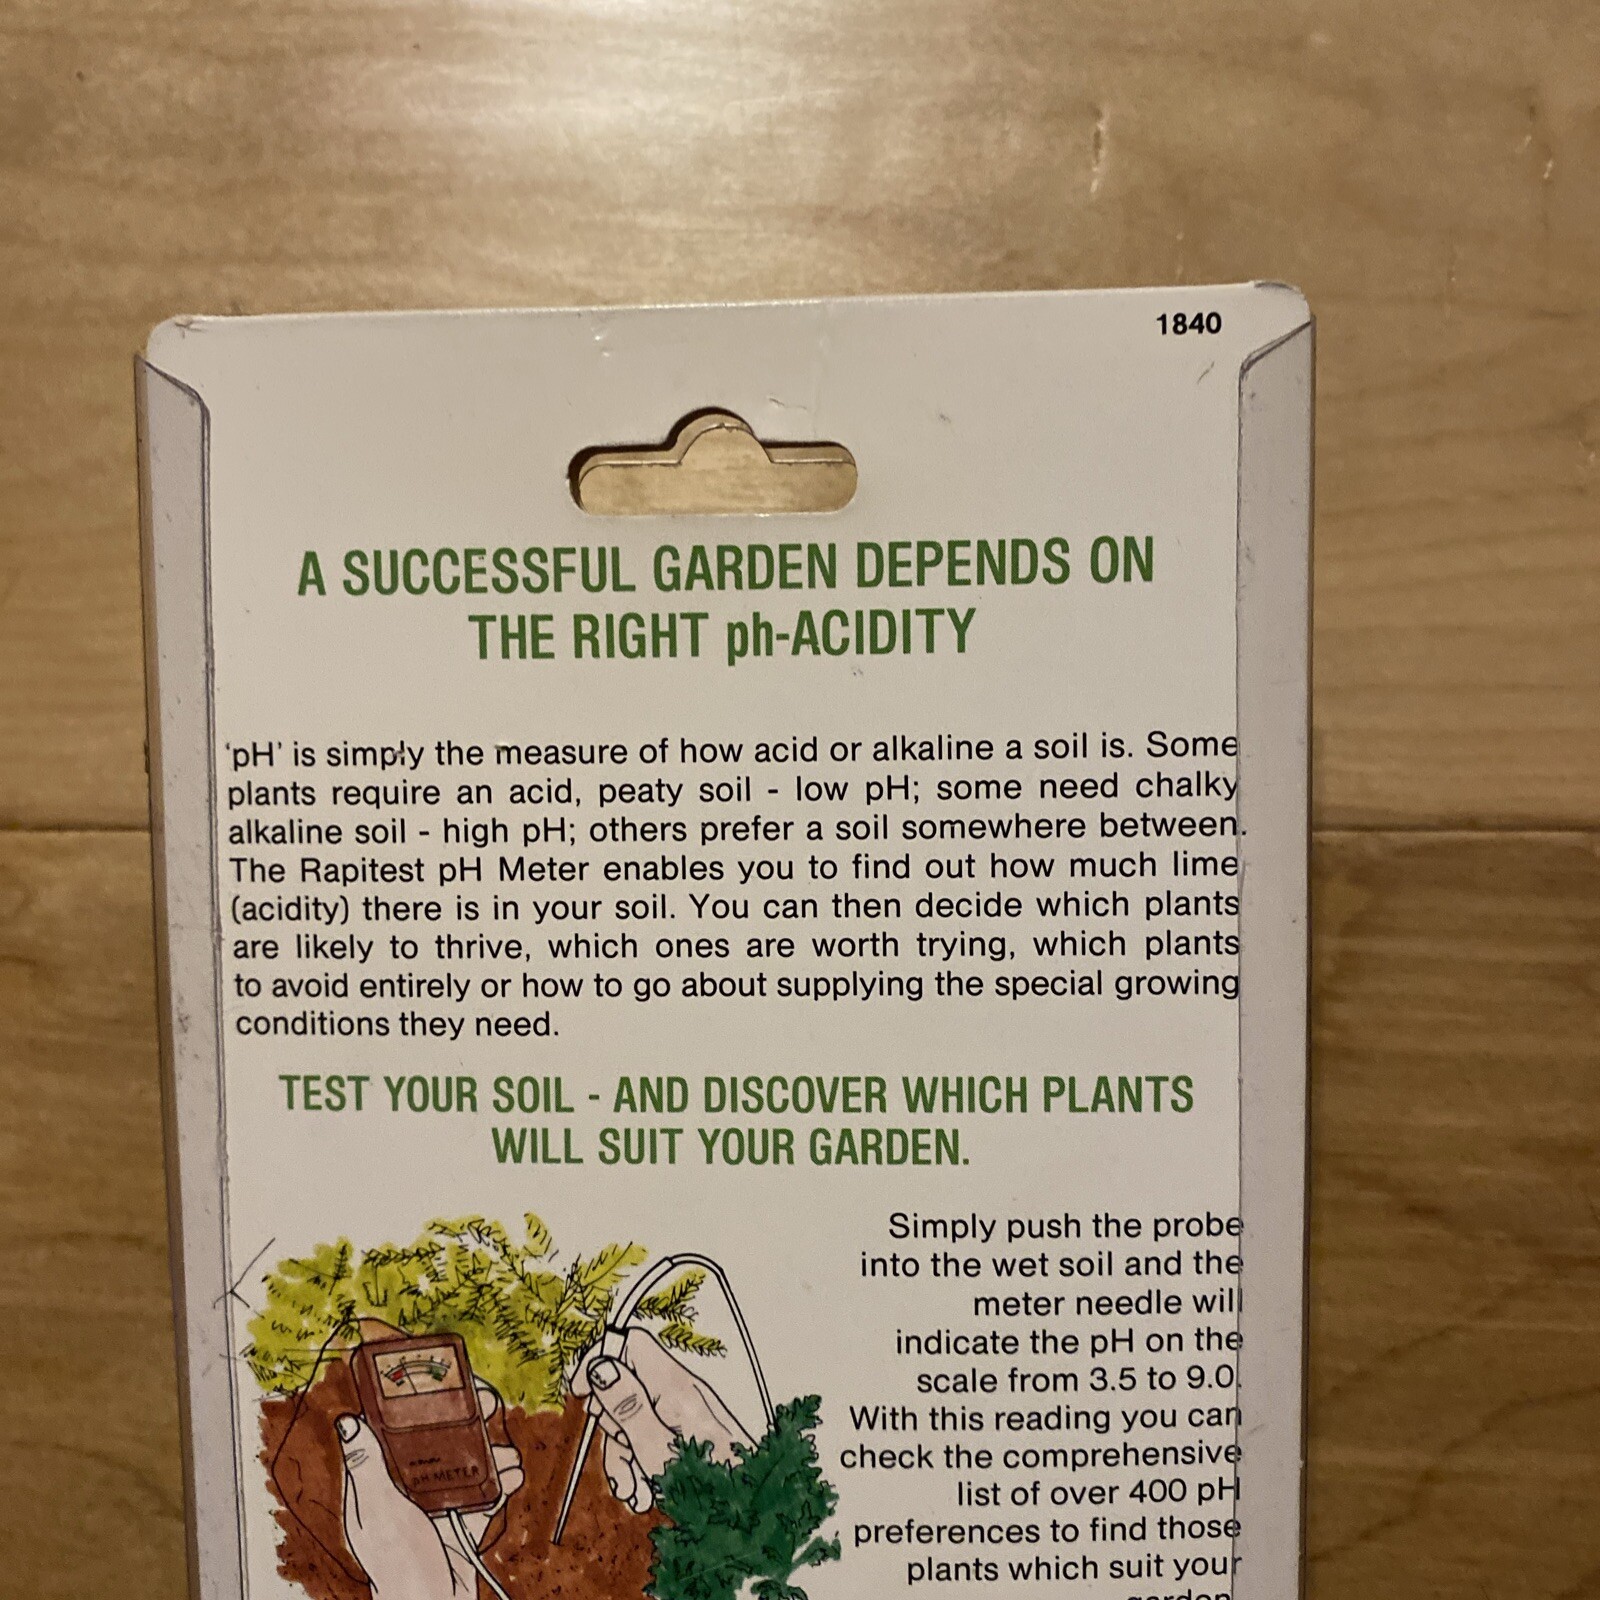 1840
A SUCCESSFUL GARDEN DEPENDS ON
THE RIGHT ph-ACIDITY
'pH' is simply the measure of how acid or alkaline a soil is. Some
plants require an acid, peaty soil - low pH; some need chalky
alkaline soil - high pH; others prefer a soil somewhere between.
The Rapitest pH Meter enables you to find out how much lime
(acidity) there is in your soil. You can then decide which plants
are likely to thrive, which ones are worth trying, which plants
to avoid entirely or how to go about supplying the special growing
conditions they need.
TEST YOUR SOIL - AND DISCOVER WHICH PLANTS
WILL SUIT YOUR GARDEN.
Simply push the probe
into the wet soil and the
meter needle will
indicate the pH on the
scale from 3.5 to 9.0.
With this reading you can
check the comprehensive
list of over 400 pH
preferences to find those
plants which suit your
pH METER